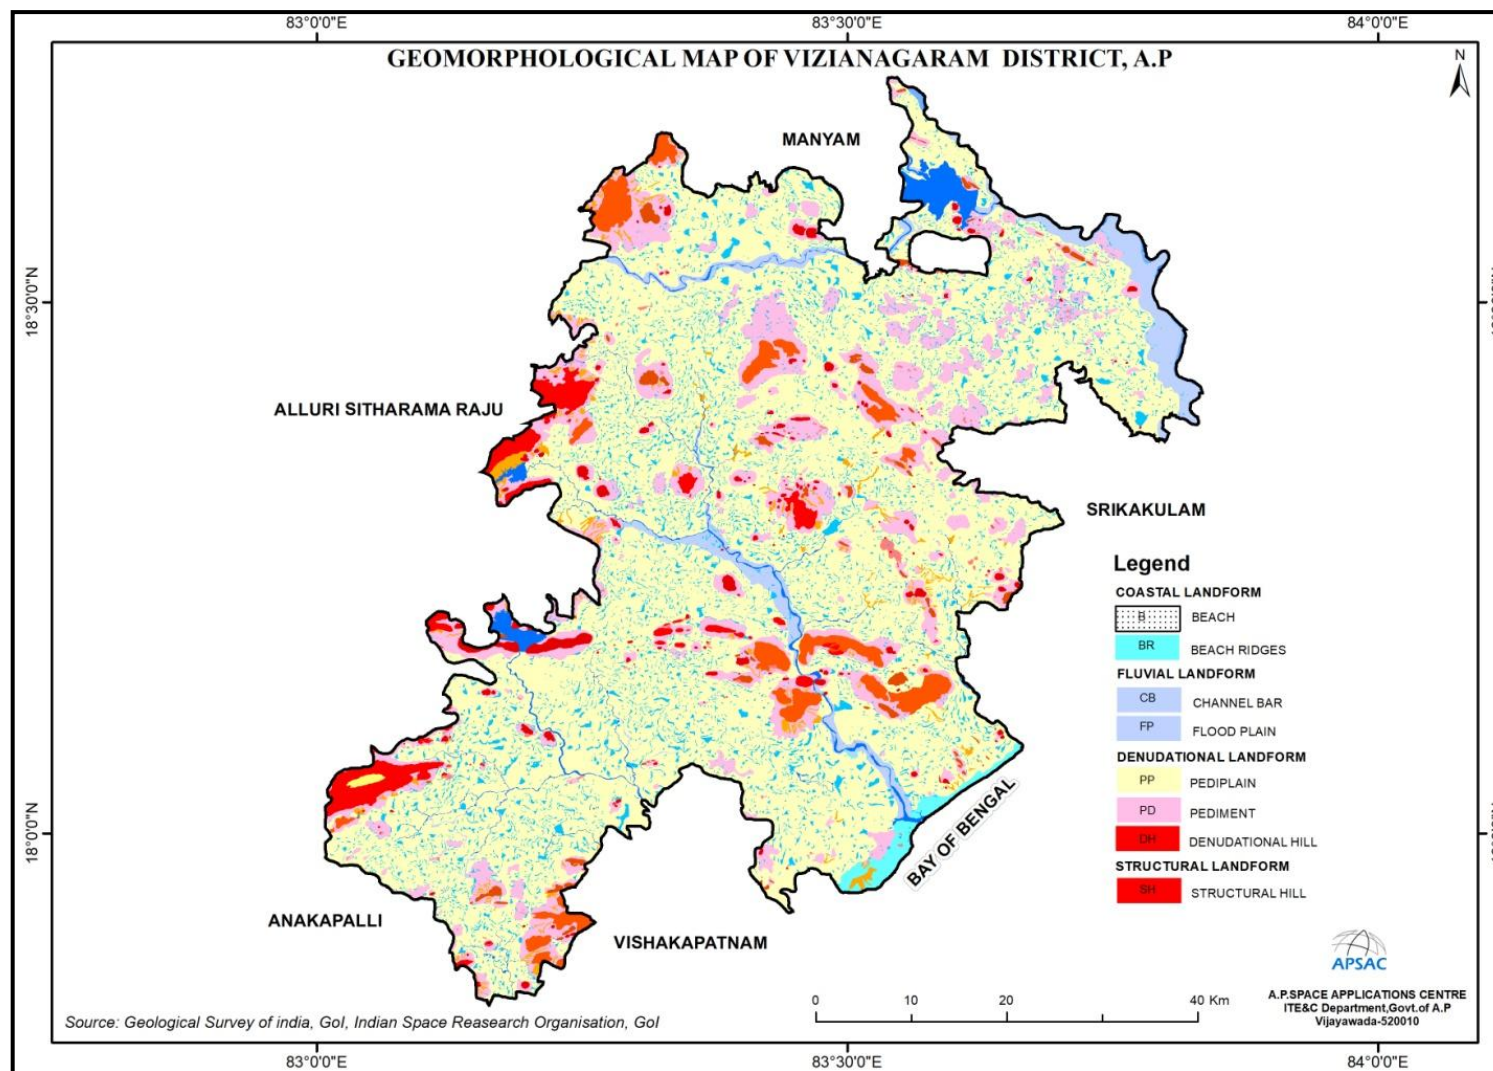 83°0'0"E
83°30'0"E
84°0'0"E
GEOMORPHOLOGICAL MAP OF VIZIANAGARAM DISTRICT, A.P
N
MANYAM
18°30'0"N
ALLURI SITHARAMA RAJU
SRIKAKULAM
Legend
COASTAL LANDFORM
B BEACH
BR BEACH RIDGES
FLUVIAL LANDFORM
CB CHANNEL BAR
FP FLOOD PLAIN
DENUDATIONAL LANDFORM
PP PEDIPLAIN
PD PEDIMENT
DH DENUDATIONAL HILL
STRUCTURAL LANDFORM
SH STRUCTURAL HILL
18°0'0"N
BAY OF BENGAL
ANAKAPALLI
VISHAKAPATNAM
APSAC
A.P.SPACE APPLICATIONS CENTRE
ITE&C Department,Govt.of A.P
Vijayawada-520010
0 10 20 40 Km
Source: Geological Survey of india, GoI, Indian Space Reasearch Organisation, GoI
83°0'0"E
83°30'0"E
84°0'0"E